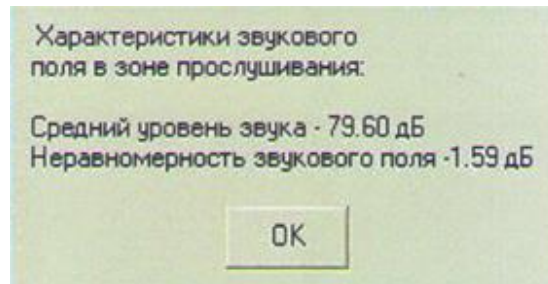 Характеристики звукового
поля в зоне прослушивания:
Средний уровень звука - 79.60 дБ
Неравномерность звукового поля -1.59 дБ
OK